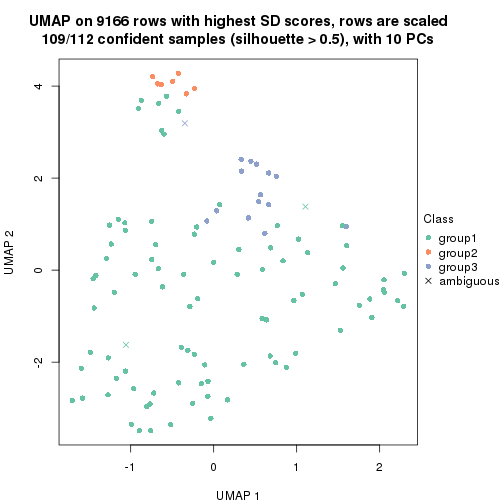 UMAP on 9166 rows with highest SD scores, rows are scaled
109/112 confident samples (silhouette > 0.5), with 10 PCs
4
2
0
-2
UMAP 2
-1
0
1
2
UMAP 1
Class
group1
group2
group3
ambiguous